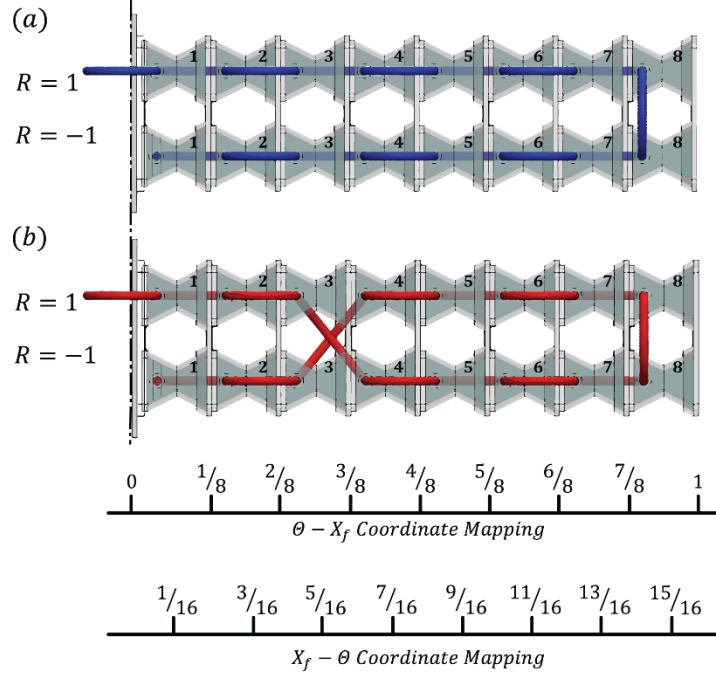 (a)
R = 1
1 2 3 4 5 6 7 8
R = −1
1 2 3 4 5 6 7 8
(b)
R = 1
1 2 3 4 5 6 7 8
R = −1
1 2 3 4 5 6 7 8
0 1/8 2/8 3/8 4/8 5/8 6/8 7/8 1
Θ − X_f Coordinate Mapping
1/16 3/16 5/16 7/16 9/16 11/16 13/16 15/16
X_f − Θ Coordinate Mapping